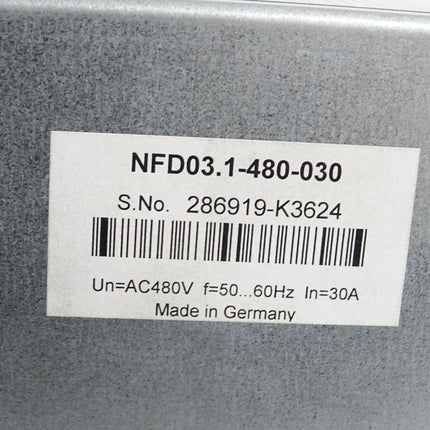 NFD03.1-480-030
S.No. 286919-K3624
Un=AC480V f=50...60Hz In=30A
Made in Germany